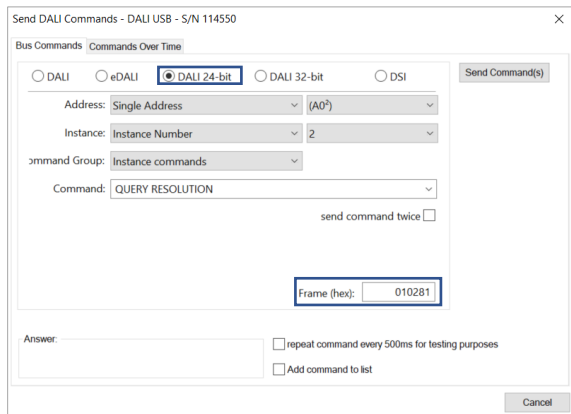 Send DALI Commands - DALI USB - S/N 114550
Bus Commands Commands Over Time
DALI eDALI DALI 24-bit DALI 32-bit DSI Send Command(s)
Address: Single Address (A0²)
Instance: Instance Number 2
ommand Group: Instance commands
Command: QUERY RESOLUTION
send command twice
Frame (hex): 010281
Answer:
repeat command every 500ms for testing purposes
Add command to list
Cancel